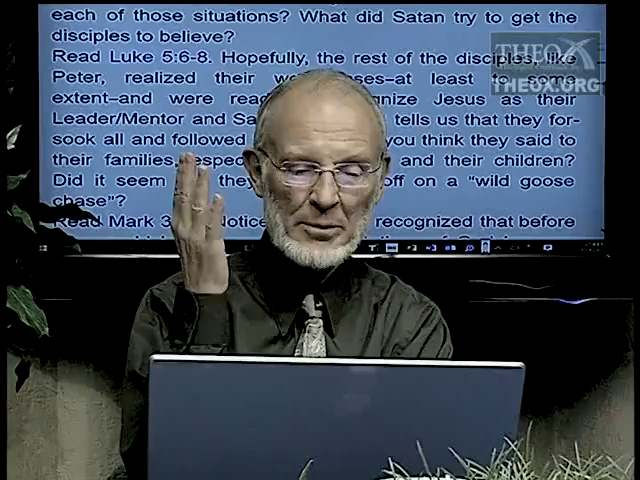 each of those situations? What did Satan try to get the
disciples to believe?
Read Luke 5:6-8. Hopefully, the rest of the disciples, like
Peter, realized their at least to some
extent–and were Jesus as their
Leader/Mentor and tells us that they for-
sook all and followed you think they said to
their families, and their children?
Did it seem they off on a "wild goose
chase"?
Read Mark recognized that before
THEOX
THEOX.ORG